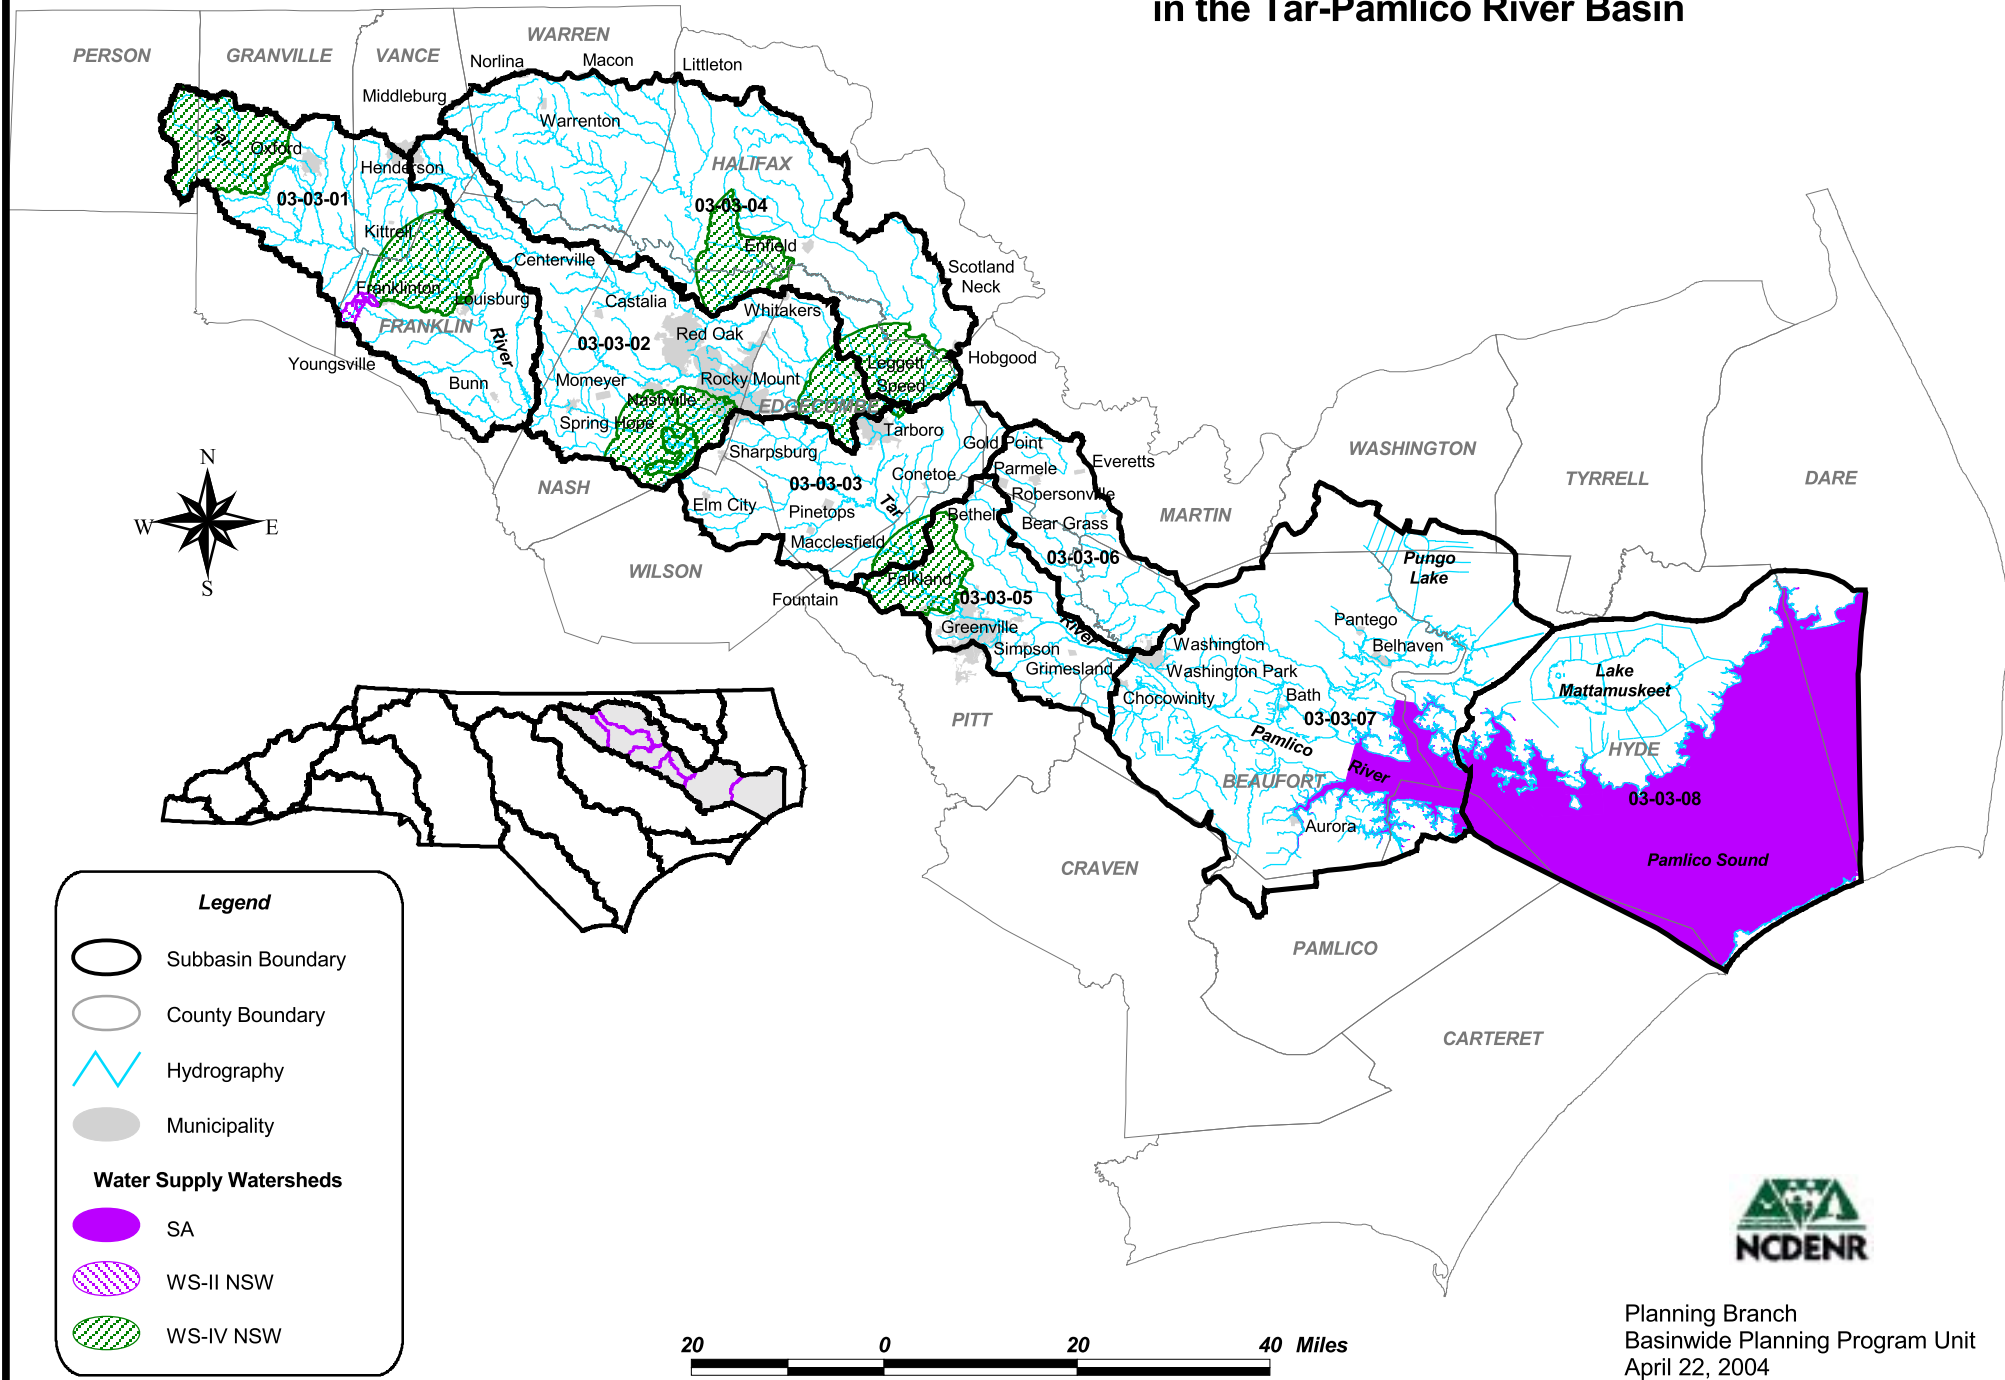 in the Tar-Pamlico River Basin
PERSON
GRANVILLE
VANCE
WARREN
Norlina
Macon
Littleton
Middleburg
Warrenton
Tar
Oxford
Henderson
HALIFAX
03-03-01
03-03-04
Kittrell
Enfield
Centerville
Scotland
Neck
Franklinton
Louisburg
Castalia
Whitakers
FRANKLIN
River
03-03-02
Red Oak
Youngsville
Leggett
Hobgood
Bunn
Momeyer
Rocky Mount
Speed
Nashville
EDGECOMBE
Spring Hope
Tarboro
Gold Point
Sharpsburg
Everetts
WASHINGTON
TYRRELL
DARE
N
W
E
S
NASH
03-03-03
Conetoe
Parmele
Robersonville
Elm City
Pinetops
Tar
Bethel
Bear Grass
MARTIN
Macclesfield
03-03-06
Pungo
Lake
WILSON
Falkland
Fountain
03-03-05
Greenville
River
Simpson
Grimesland
Washington
Pantego
Belhaven
Washington Park
Chocowinity
Bath
Lake
Mattamuskeet
PITT
03-03-07
Pamlico
River
HYDE
BEAUFORT
03-03-08
Aurora
Pamlico Sound
CRAVEN
PAMLICO
CARTERET
Legend
Subbasin Boundary
County Boundary
Hydrography
Municipality
Water Supply Watersheds
SA
WS-II NSW
WS-IV NSW
20 0 20 40 Miles
NCDENR
Planning Branch
Basinwide Planning Program Unit
April 22, 2004